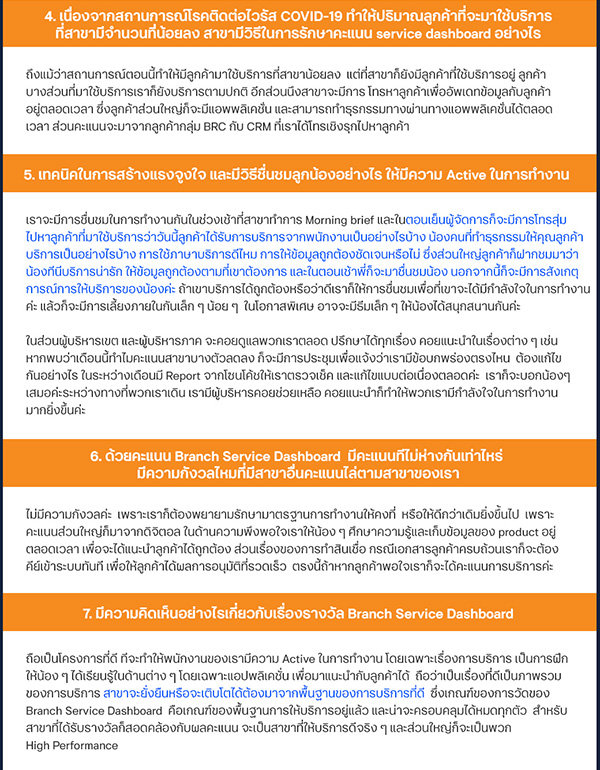 4. เนื่องจากสถานการณ์โรคติดต่อไวรัส COVID-19 ทำให้ปริมาณลูกค้าที่จะมาใช้บริการ
ที่สาขามีจำนวนที่น้อยลง สาขามีวิธีในการรักษาคะแนน service dashboard อย่างไร
ถึงแม้ว่าสถานการณ์ตอนนี้ทำให้มีลูกค้ามาใช้บริการที่สาขาน้อยลง แต่ที่สาขาก็ยังมีลูกค้าที่ใช้บริการอยู่ ลูกค้า
บางส่วนที่มาใช้บริการเราก็ยังบริการตามปกติ อีกส่วนนึงสาขาจะมีการ โทรหาลูกค้าเพื่ออัพเดทข้อมูลกับลูกค้า
อยู่ตลอดเวลา ซึ่งลูกค้าส่วนใหญ่ก็จะมีแอพพลิเคชั่น และสามารถทำธุรกรรมทางผ่านทางแอพพลิเคชั่นได้ตลอด
เวลา ส่วนคะแนนจะมาจากลูกค้ากลุ่ม BRC กับ CRM ที่เราได้โทรเชิงรุกไปหาลูกค้า
5. เทคนิคในการสร้างแรงจูงใจ และมีวิธีชื่นชมลูกน้องอย่างไร ให้มีความ Active ในการทำงาน
เราจะมีการชื่นชมในการทำงานกันในช่วงเช้าที่สาขาทำการ Morning brief และในตอนเย็นผู้จัดการก็จะมีการโทรสุ่ม
ไปหาลูกค้าที่มาใช้บริการว่าวันนี้ลูกค้าได้รับการบริการจากพนักงานเป็นอย่างไรบ้าง น้องคนที่ทำธุรกรรมให้คุณลูกค้า
บริการเป็นอย่างไรบ้าง การใช้ภาษาบริการดีไหม การให้ข้อมูลถูกต้องชัดเจนหรือไม่ ซึ่งส่วนใหญ่ลูกค้าก็ฝากชมมาว่า
น้องทีนีบริการน่ารัก ให้ข้อมูลถูกต้องตามที่เขาต้องการ และในตอนเช้าพี่ก็จะมาชื่นชมน้อง นอกจากนี้ก็จะมีการสังเกตุ
การณ์การให้บริการของน้องค่ะ ถ้าเขาบริการได้ถูกต้องหรือว่าดีเราก็ให้การชื่นชมเพื่อที่เขาจะได้มีกำลังใจในการทำงาน
ค่ะ แล้วก็จะมีการเลี้ยงภายในกันเล็ก ๆ น้อย ๆ ในโอกาสพิเศษ อาจจะมีธีมเล็ก ๆ ให้น้องได้สนุกสนานกันค่ะ
ในส่วนผู้บริหารเขต และผู้บริหารภาค จะคอยดูแลพวกเราตลอด ปรึกษาได้ทุกเรื่อง คอยแนะนำในเรื่องต่าง ๆ เช่น
หากพบว่าเดือนนี้ทำไมคะแนนสาขาบางตัวลดลง ก็จะมีการประชุมเพื่อแจ้งว่าเรามีข้อบกพร่องตรงไหน ต้องแก้ไข
กันอย่างไร ในระหว่างเดือนมี Report จากโซนโค้ชให้เราตรวจเช็ค และแก้ไขแบบต่อเนื่องตลอดค่ะ เราก็จะบอกน้องๆ
เสมอค่ะระหว่างทางที่พวกเราเดิน เรามีผู้บริหารคอยช่วยเหลือ คอยแนะนำก็ทำให้พวกเรามีกำลังใจในการทำงาน
มากยิ่งขึ้นค่ะ
6. ด้วยคะแนน Branch Service Dashboard มีคะแนนทีไม่ห่างกันเท่าไหร่
มีความกังวลไหมที่มีสาขาอื่นคะแนนไล่ตามสาขาของเรา
ไม่มีความกังวลค่ะ เพราะเราก็ต้องพยายามรักษามาตรฐานการทำงานให้คงที่ หรือให้ดีกว่าเดิมยิ่งขึ้นไป เพราะ
คะแนนส่วนใหญ่ก็มาจากดิจิตอล ในด้านความพึงพอใจเราให้น้อง ๆ ศึกษาความรู้และเก็บข้อมูลของ product อยู่
ตลอดเวลา เพื่อจะได้แนะนำลูกค้าได้ถูกต้อง ส่วนเรื่องของการทำสินเชื่อ กรณีเอกสารลูกค้าครบถ้วนเราก็จะต้อง
คีย์เข้าระบบทันที เพื่อให้ลูกค้าได้ผลการอนุมัติที่รวดเร็ว ตรงนี้ถ้าหากลูกค้าพอใจเราก็จะได้คะแนนการบริการค่ะ
7. มีความคิดเห็นอย่างไรเกี่ยวกับเรื่องรางวัล Branch Service Dashboard
ถือเป็นโครงการที่ดี ที่จะทำให้พนักงานของเรามีความ Active ในการทำงาน โดยเฉพาะเรื่องการบริการ เป็นการฝึก
ให้น้อง ๆ ได้เรียนรู้ในด้านต่าง ๆ โดยเฉพาะแอปพลิเคชั่น เพื่อมาแนะนำกับลูกค้าได้ ถือว่าเป็นเรื่องที่ดีเป็นภาพรวม
ของการบริการ สาขาจะยั่งยืนหรือจะเติบโตได้ต้องมาจากพื้นฐานของการบริการที่ดี ซึ่งเกณฑ์ของการวัดของ
Branch Service Dashboard คือเกณฑ์ของพื้นฐานการให้บริการอยู่แล้ว และน่าจะครอบคลุมได้หมดทุกตัว สำหรับ
สาขาที่ได้รับรางวัลก็สอดคล้องกับผลคะแนน จะเป็นสาขาที่ให้บริการดีจริง ๆ และส่วนใหญ่ก็จะเป็นพวก
High Performance